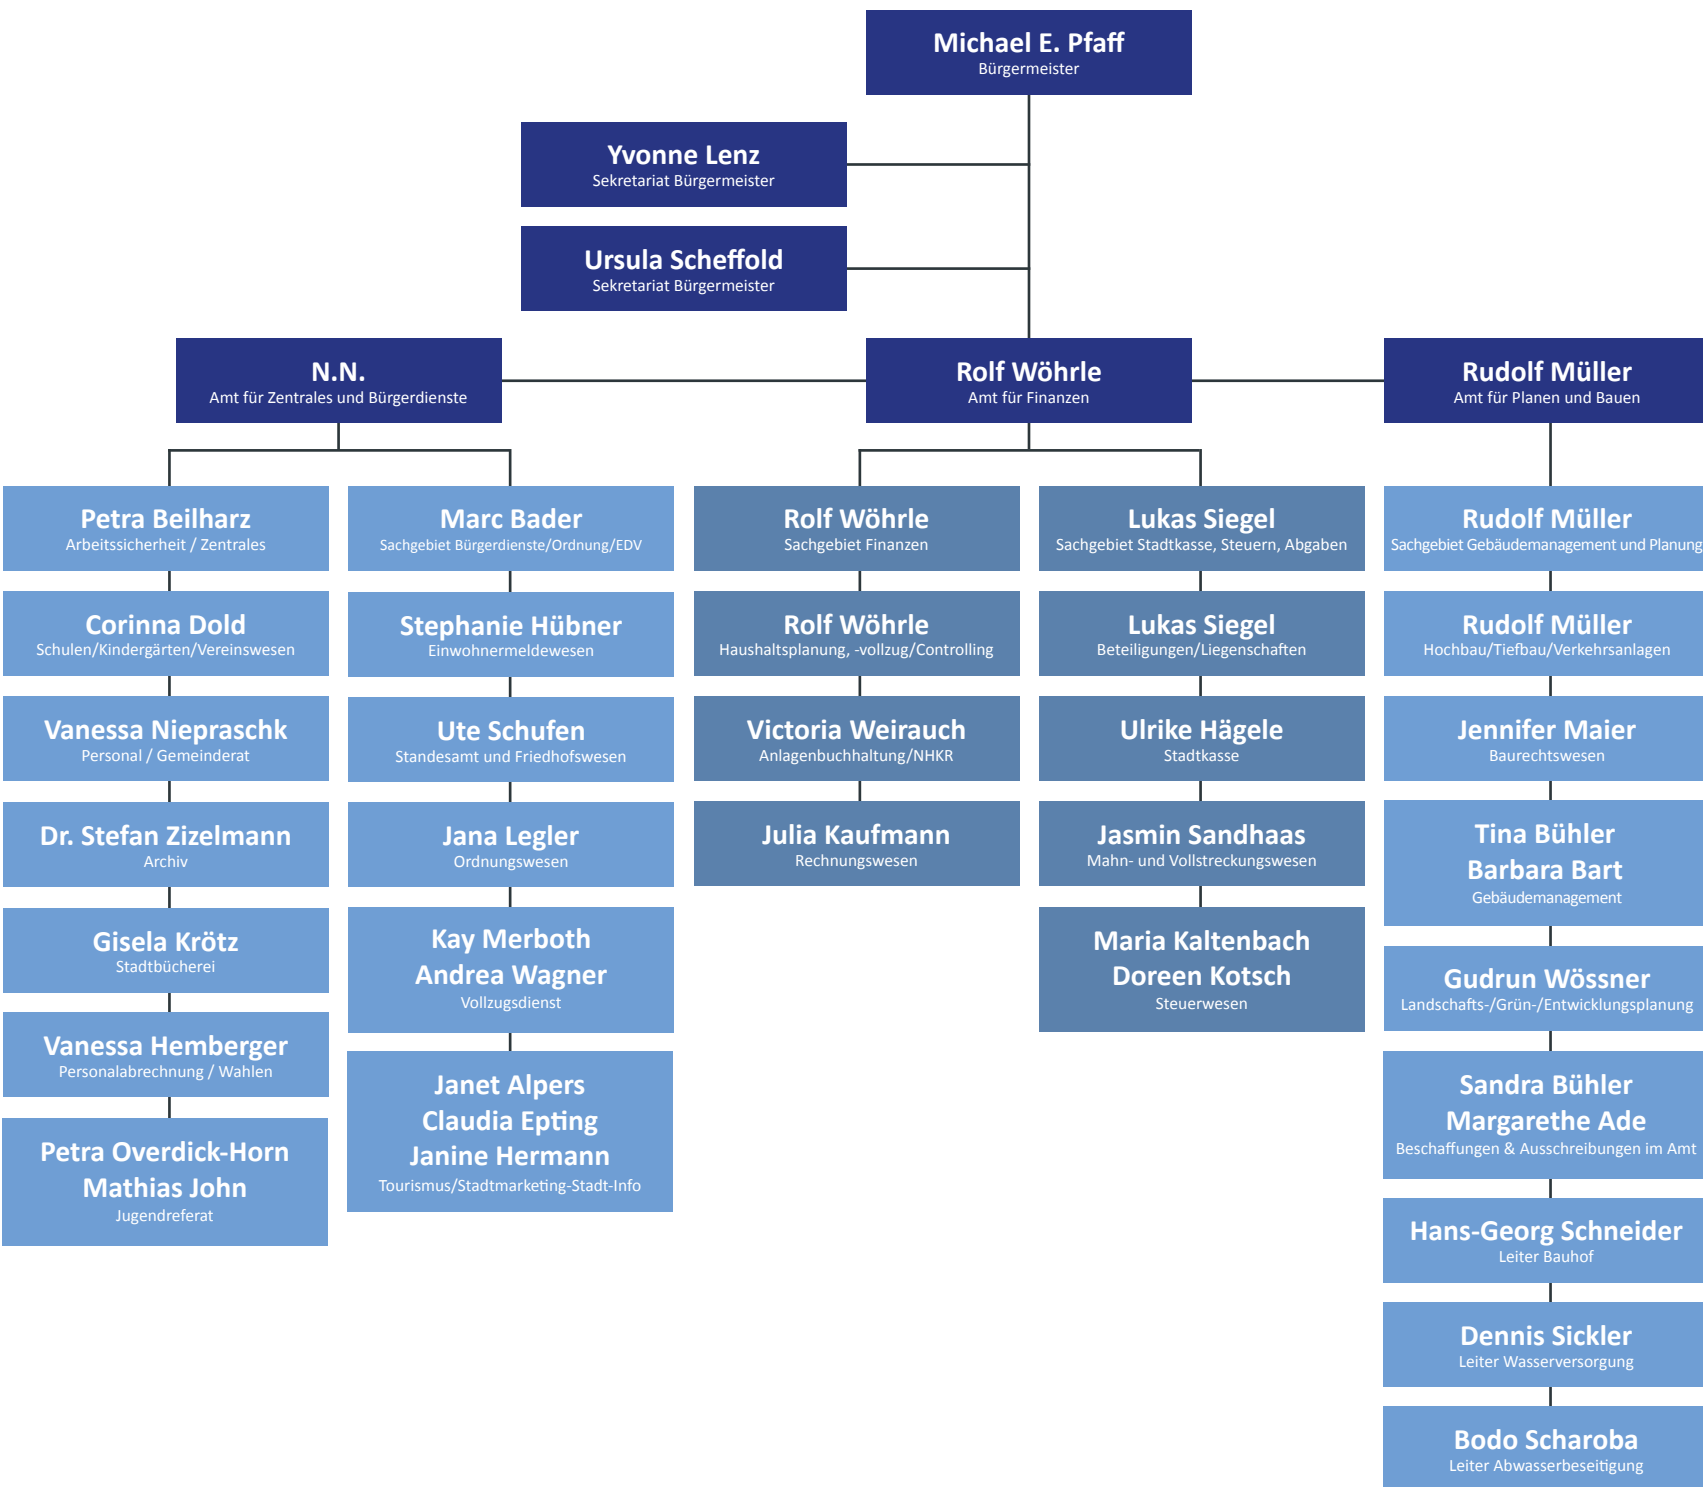 Michael E. Pfaff
Bürgermeister
Yvonne Lenz
Sekretariat Bürgermeister
Ursula Scheffold
Sekretariat Bürgermeister
N.N.
Amt für Zentrales und Bürgerdienste
Rolf Wöhrle
Amt für Finanzen
Rudolf Müller
Amt für Planen und Bauen
Petra Beilharz
Arbeitssicherheit / Zentrales
Corinna Dold
Schulen/Kindergärten/Vereinswesen
Vanessa Niepraschk
Personal / Gemeinderat
Dr. Stefan Zizelmann
Archiv
Gisela Krötz
Stadtbücherei
Vanessa Hemberger
Personalabrechnung / Wahlen
Petra Overdick-Horn
Mathias John
Jugendreferat
Marc Bader
Sachgebiet Bürgerdienste/Ordnung/EDV
Stephanie Hübner
Einwohnermeldewesen
Ute Schufen
Standesamt und Friedhofswesen
Jana Legler
Ordnungswesen
Kay Merboth
Andrea Wagner
Vollzugsdienst
Janet Alpers
Claudia Epting
Janine Hermann
Tourismus/Stadtmarketing-Stadt-Info
Rolf Wöhrle
Sachgebiet Finanzen
Rolf Wöhrle
Haushaltsplanung, -vollzug/Controlling
Victoria Weirauch
Anlagenbuchhaltung/NHKR
Julia Kaufmann
Rechnungswesen
Lukas Siegel
Sachgebiet Stadtkasse, Steuern, Abgaben
Lukas Siegel
Beteiligungen/Liegenschaften
Ulrike Hägele
Stadtkasse
Jasmin Sandhaas
Mahn- und Vollstreckungswesen
Maria Kaltenbach
Doreen Kotsch
Steuerwesen
Rudolf Müller
Sachgebiet Gebäudemanagement und Planung
Rudolf Müller
Hochbau/Tiefbau/Verkehrsanlagen
Jennifer Maier
Baurechtswesen
Tina Bühler
Barbara Bart
Gebäudemanagement
Gudrun Wössner
Landschafts-/Grün-/Entwicklungsplanung
Sandra Bühler
Margarethe Ade
Beschaffungen & Ausschreibungen im Amt
Hans-Georg Schneider
Leiter Bauhof
Dennis Sickler
Leiter Wasserversorgung
Bodo Scharoba
Leiter Abwasserbeseitigung